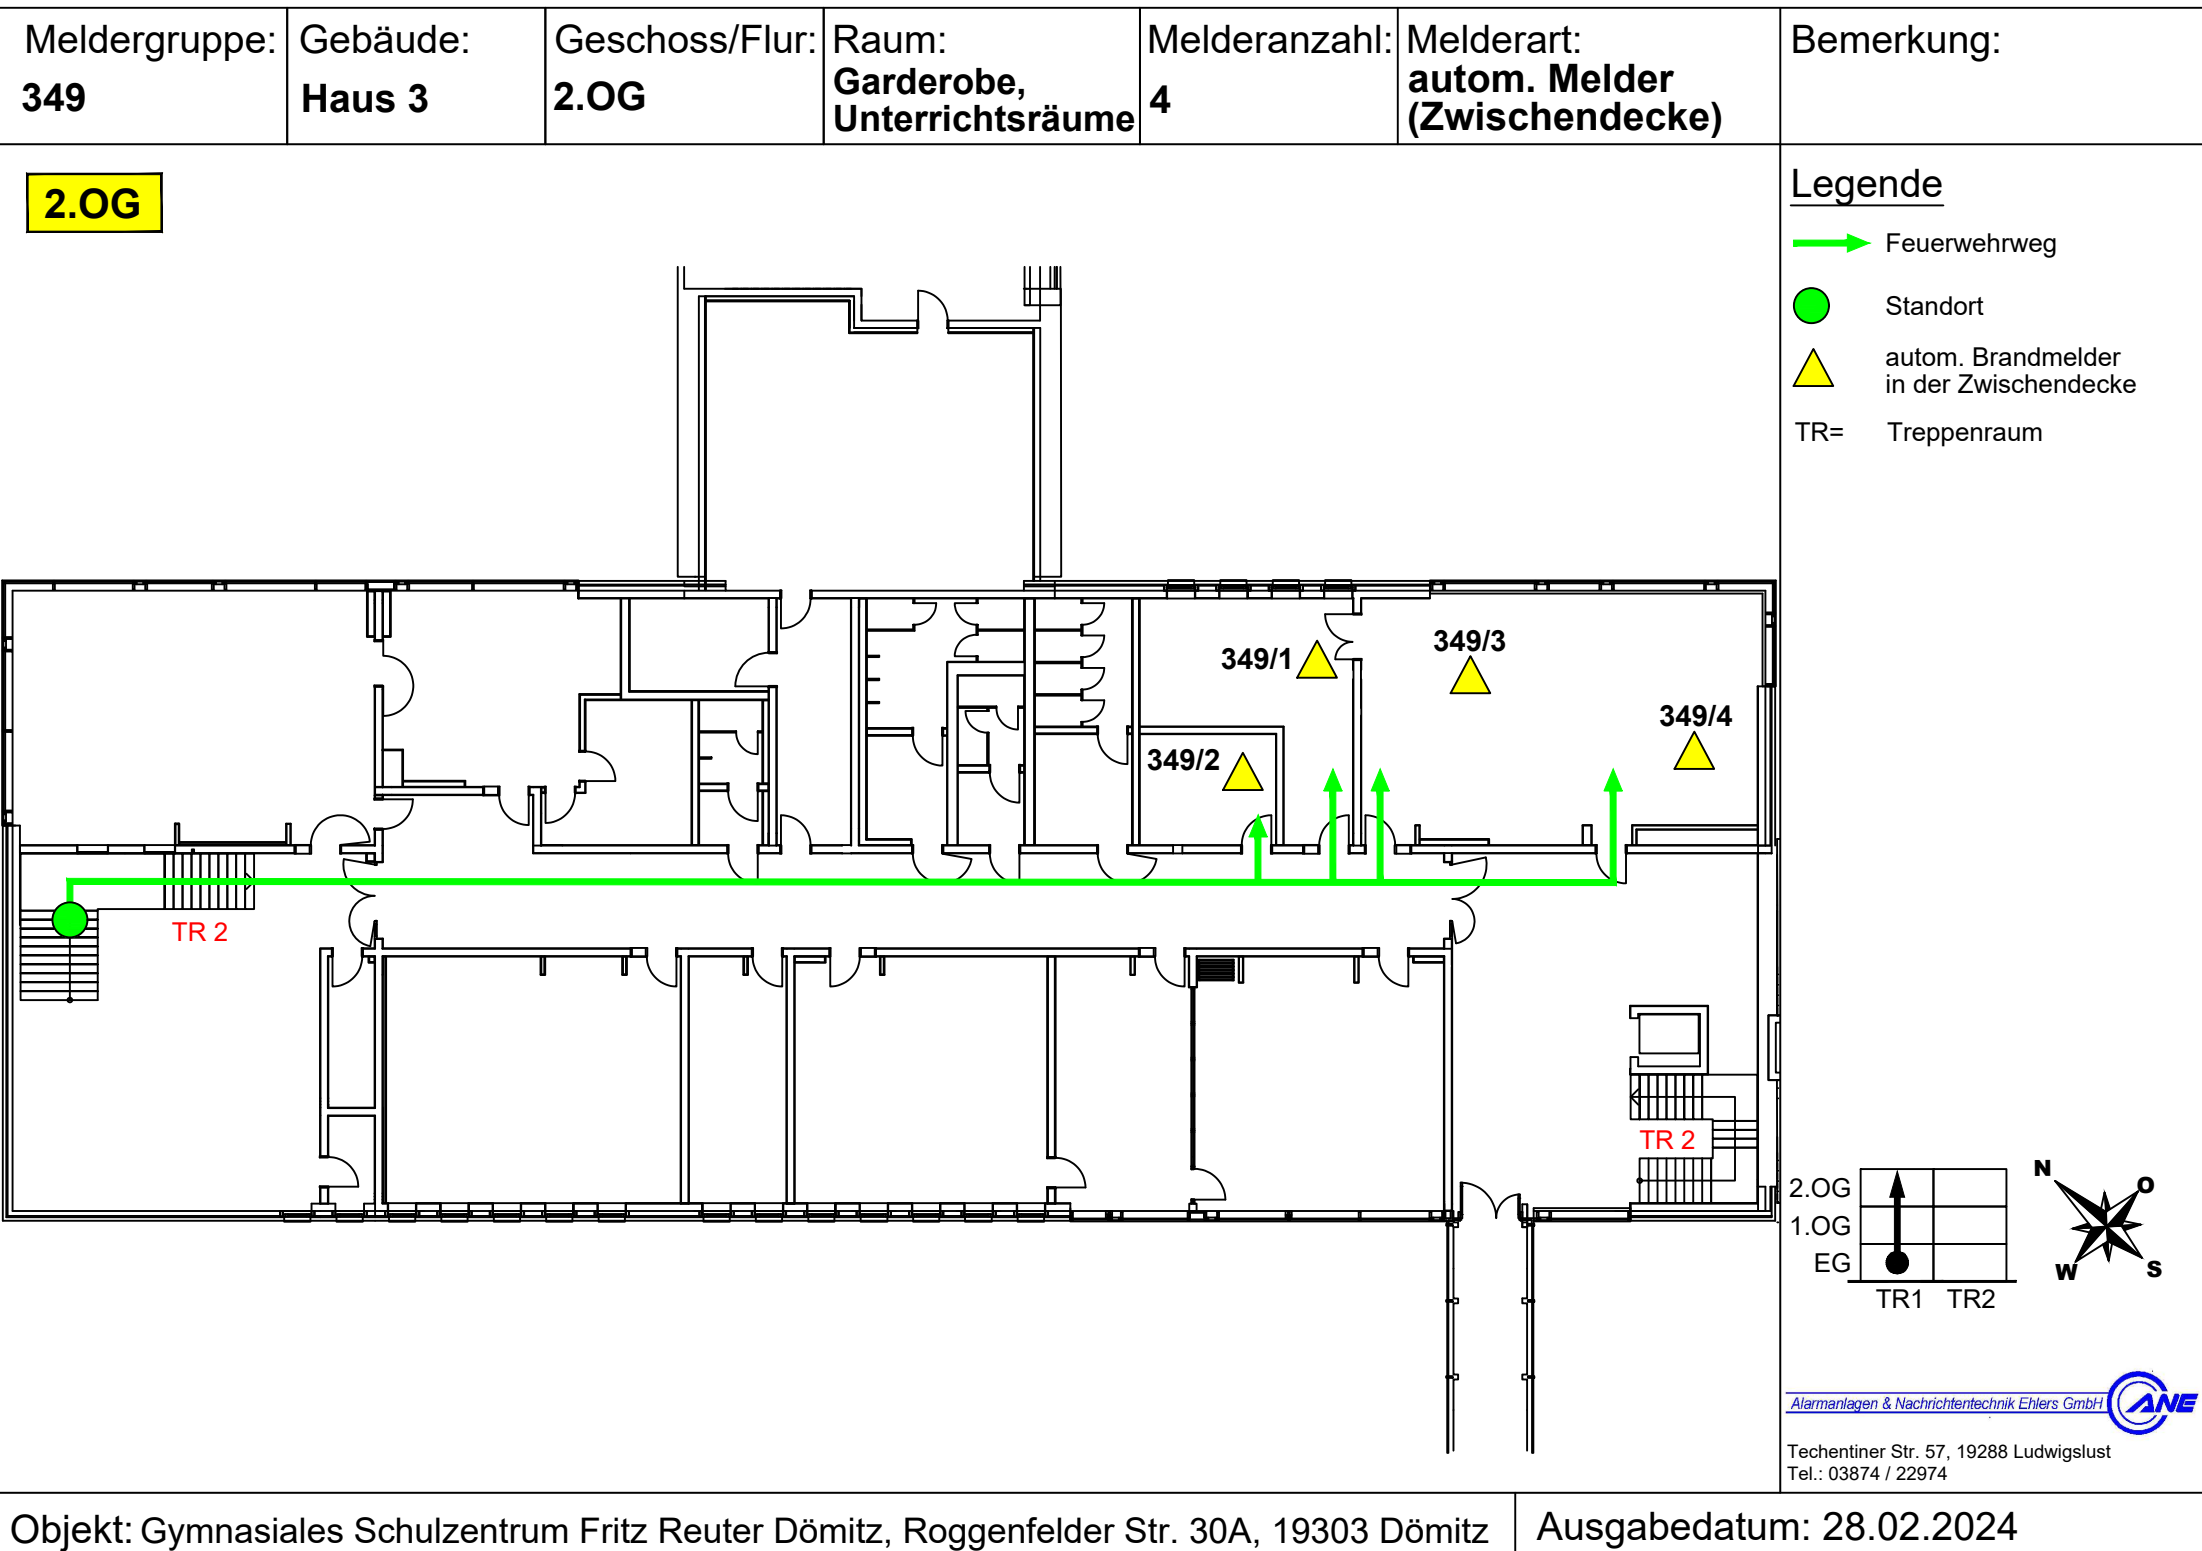 Meldergruppe:
349
Gebäude:
Haus 3
Geschoss/Flur:
2.OG
Raum:
Garderobe,
Unterrichtsräume
Melderanzahl:
4
Melderart:
autom. Melder
(Zwischendecke)
Bemerkung:
2.OG
Legende
Feuerwehrweg
Standort
autom. Brandmelder
in der Zwischendecke
TR= Treppenraum
349/1
349/3
349/4
349/2
TR 2
TR 2
2.OG
1.OG
EG
TR1 TR2
N
O
W
S
Alarmanlagen & Nachrichtentechnik Ehlers GmbH
ANE
Techentiner Str. 57, 19288 Ludwigslust
Tel.: 03874 / 22974
Objekt: Gymnasiales Schulzentrum Fritz Reuter Dömitz, Roggenfelder Str. 30A, 19303 Dömitz
Ausgabedatum: 28.02.2024